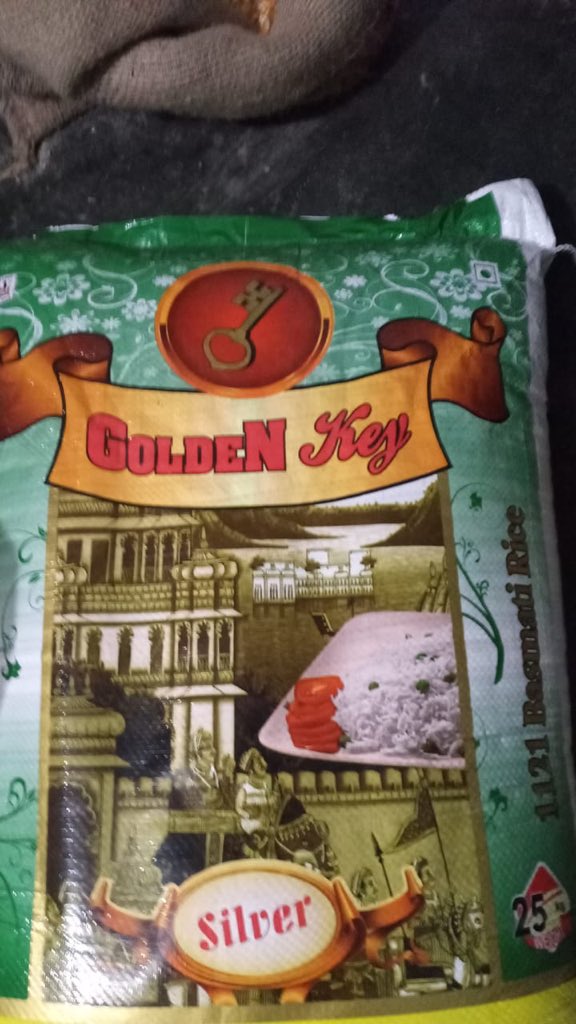 GOLDEN Key
1121 Basmati Rice
Silver
25